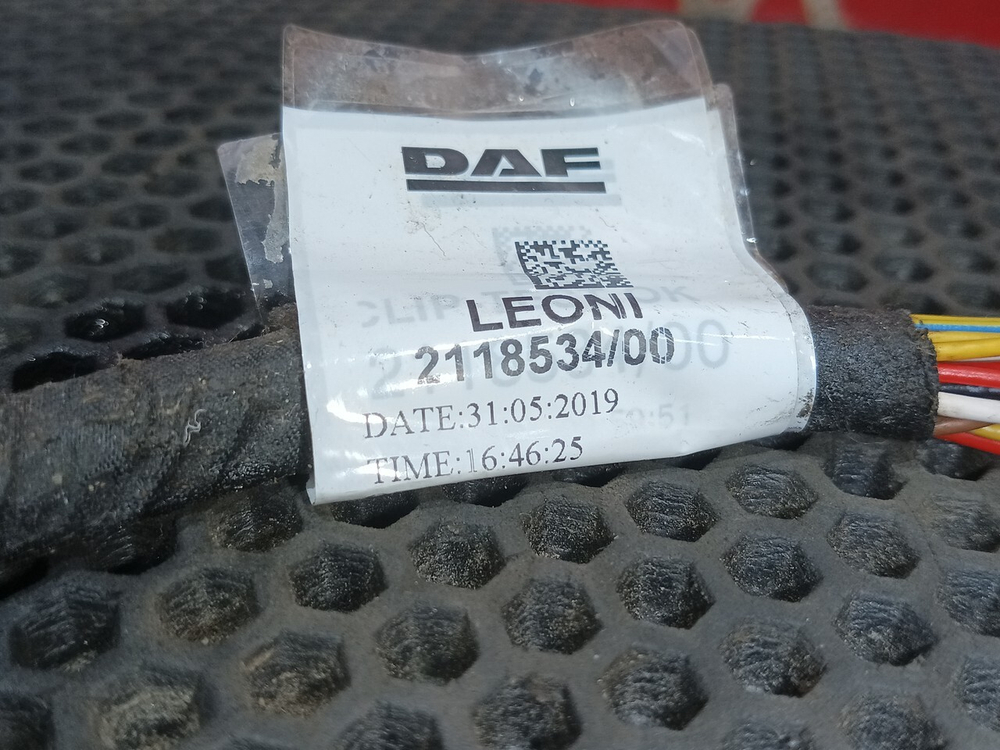 DAF
LEONI
2118534/00
DATE:31:05:2019
TIME:16:46:25